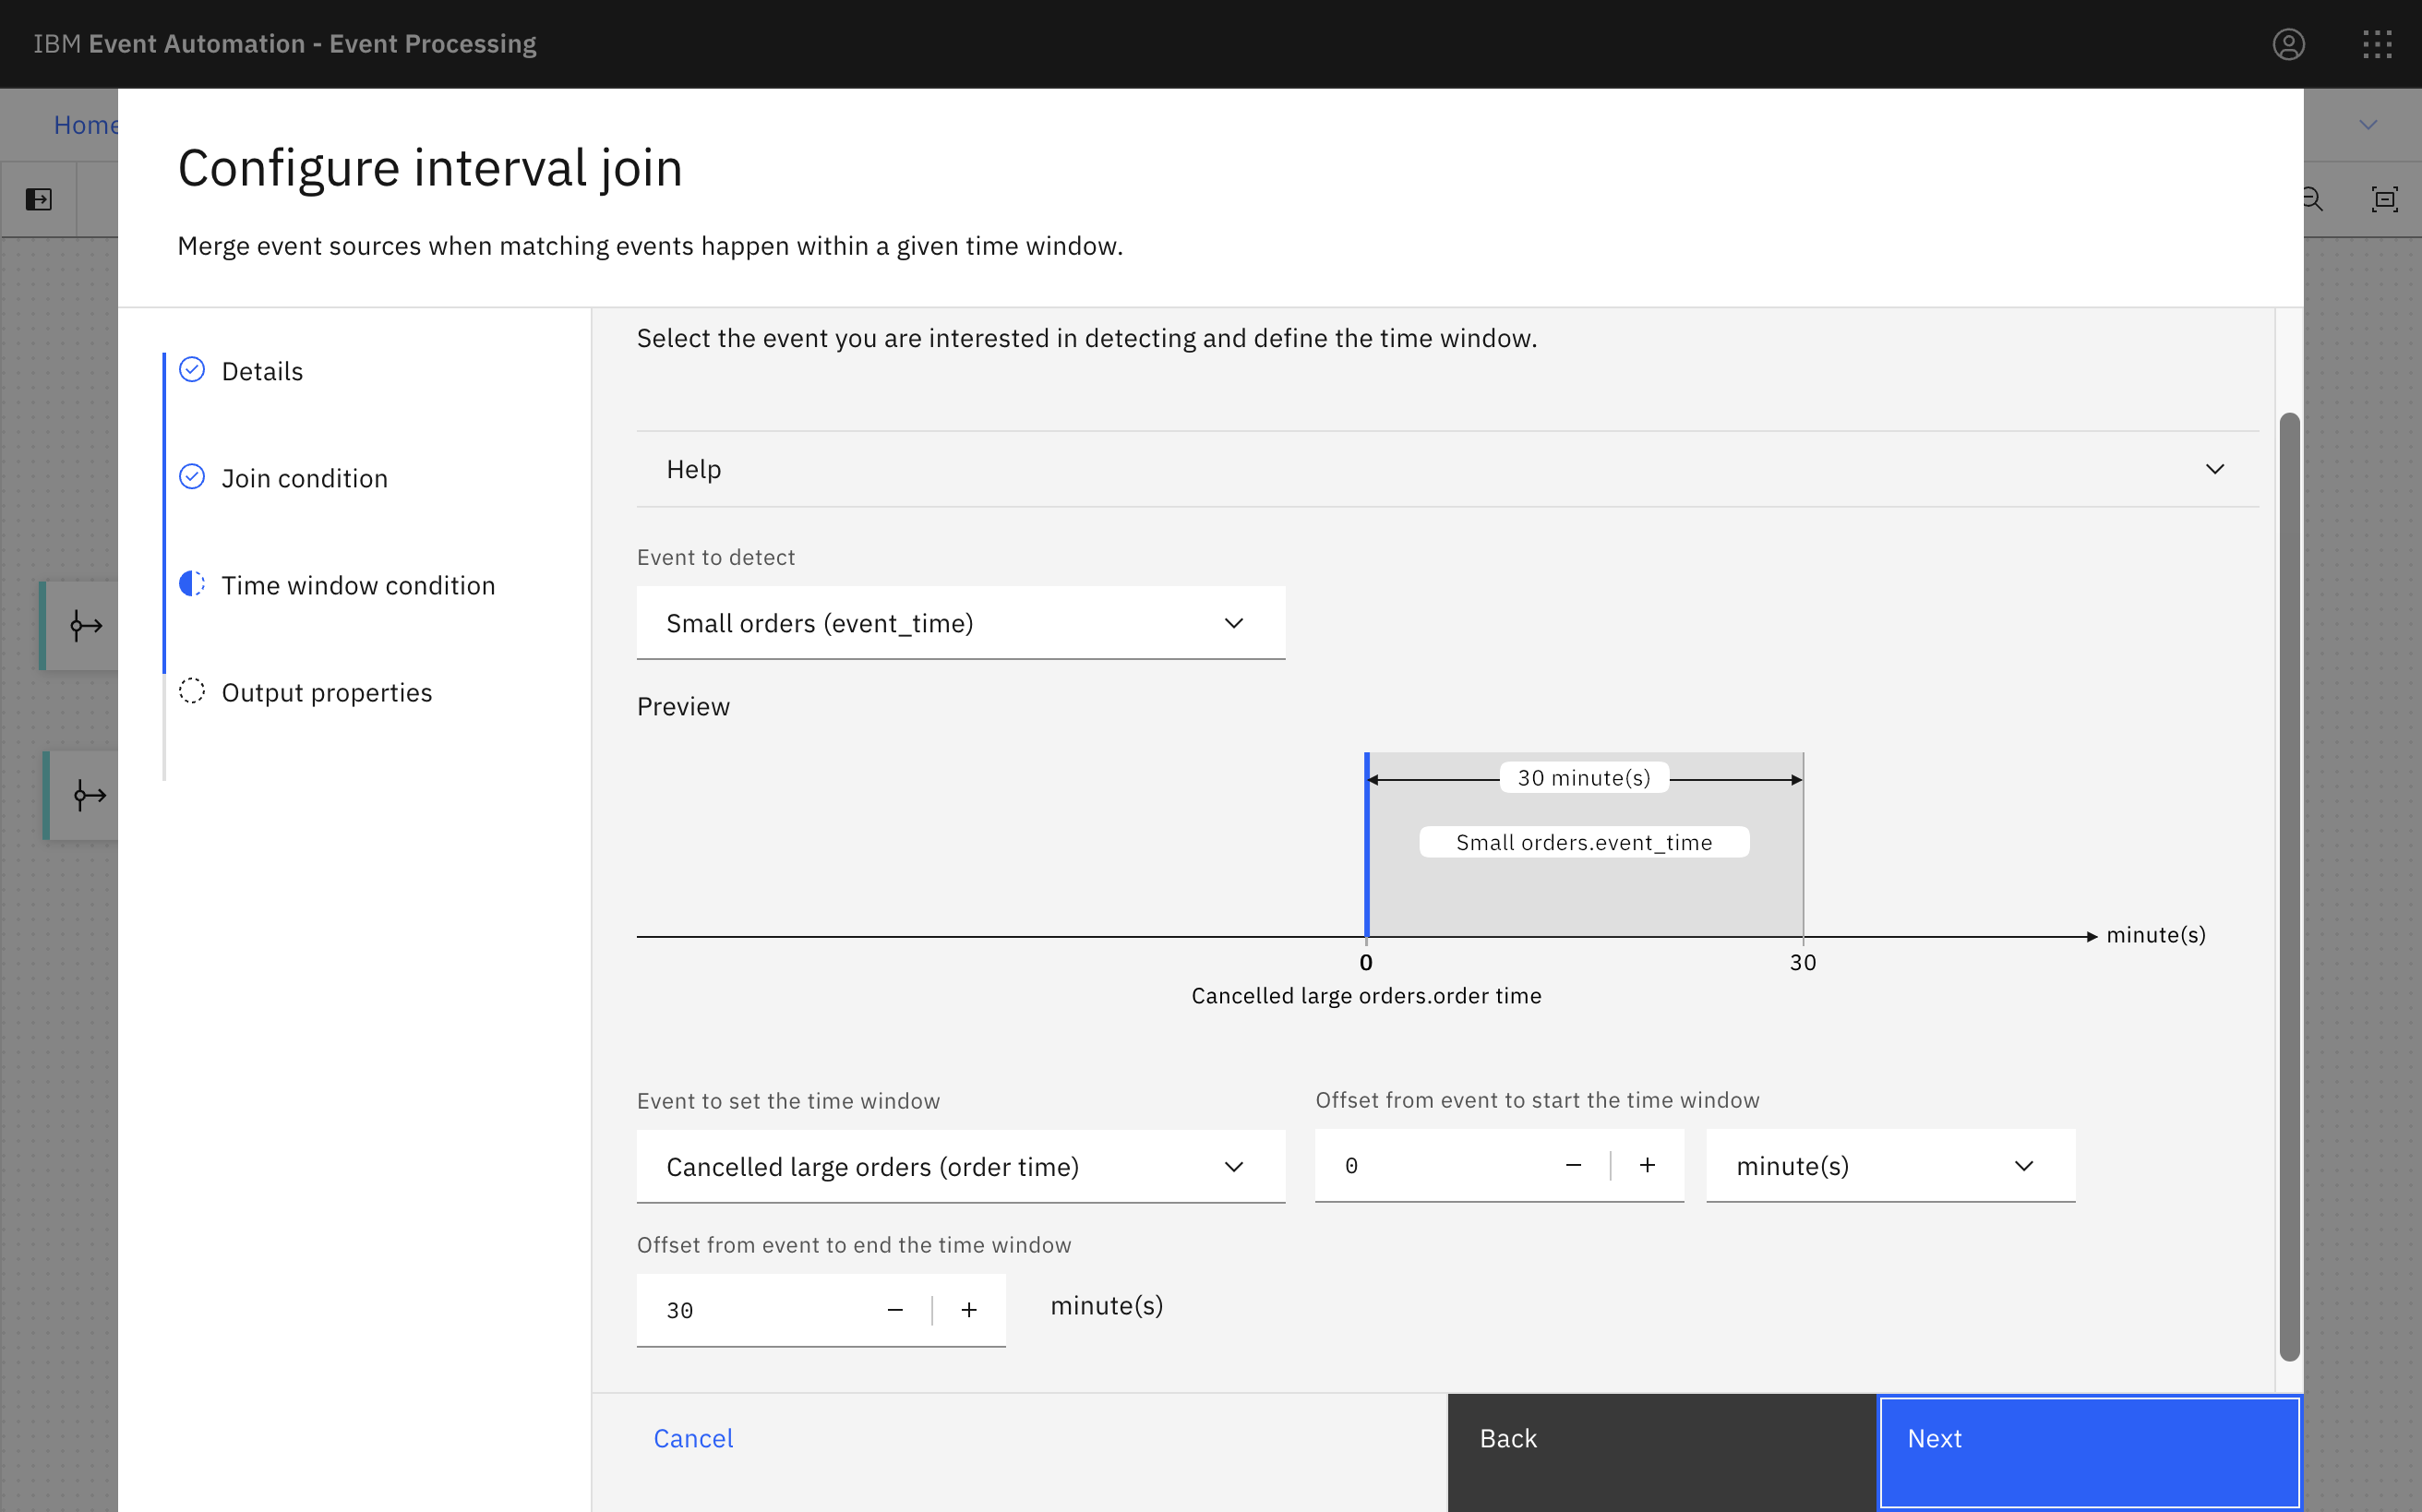 IBM Event Automation - Event Processing
Home
Configure interval join
Merge event sources when matching events happen within a given time window.
Details
Join condition
Time window condition
Output properties
Select the event you are interested in detecting and define the time window.
Help
Event to detect
Small orders (event_time)
Preview
30 minute(s)
Small orders.event_time
minute(s)
0
30
Cancelled large orders.order time
Event to set the time window
Offset from event to start the time window
Cancelled large orders (order time)
0
minute(s)
Offset from event to end the time window
30
minute(s)
Cancel
Back
Next